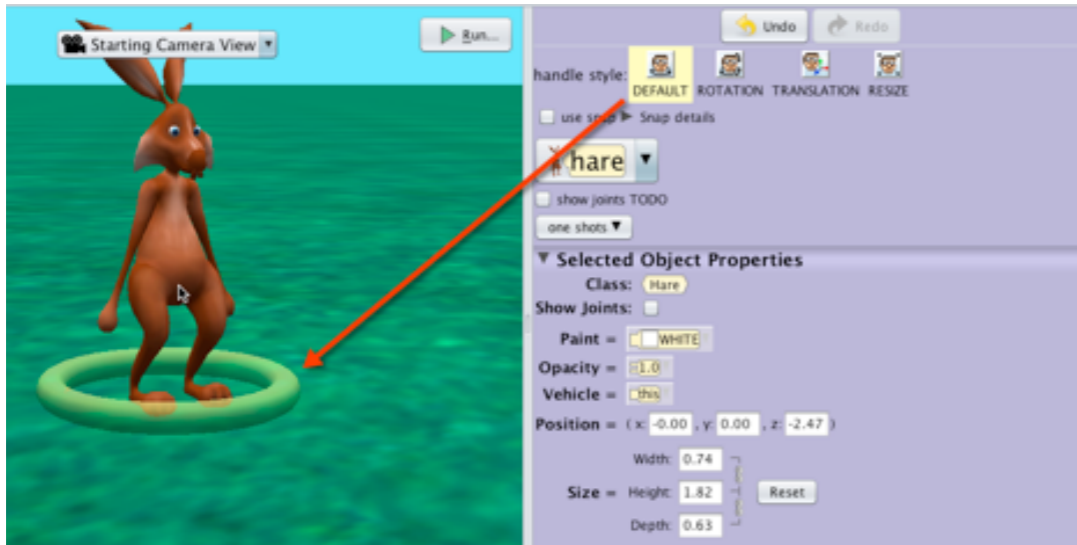 Starting Camera View
Run...
Undo Redo
handle style: DEFAULT ROTATION TRANSLATION RESIZE
use snap Snap details
hare
show joints TODO
one shots
Selected Object Properties
Class: Hare
Show Joints:
Paint = WHITE
Opacity = 1.0
Vehicle = this
Position = ( x: -0.00 , y: 0.00 , z: -2.47 )
Width: 0.74
Size = Height: 1.82 Reset
Depth: 0.63